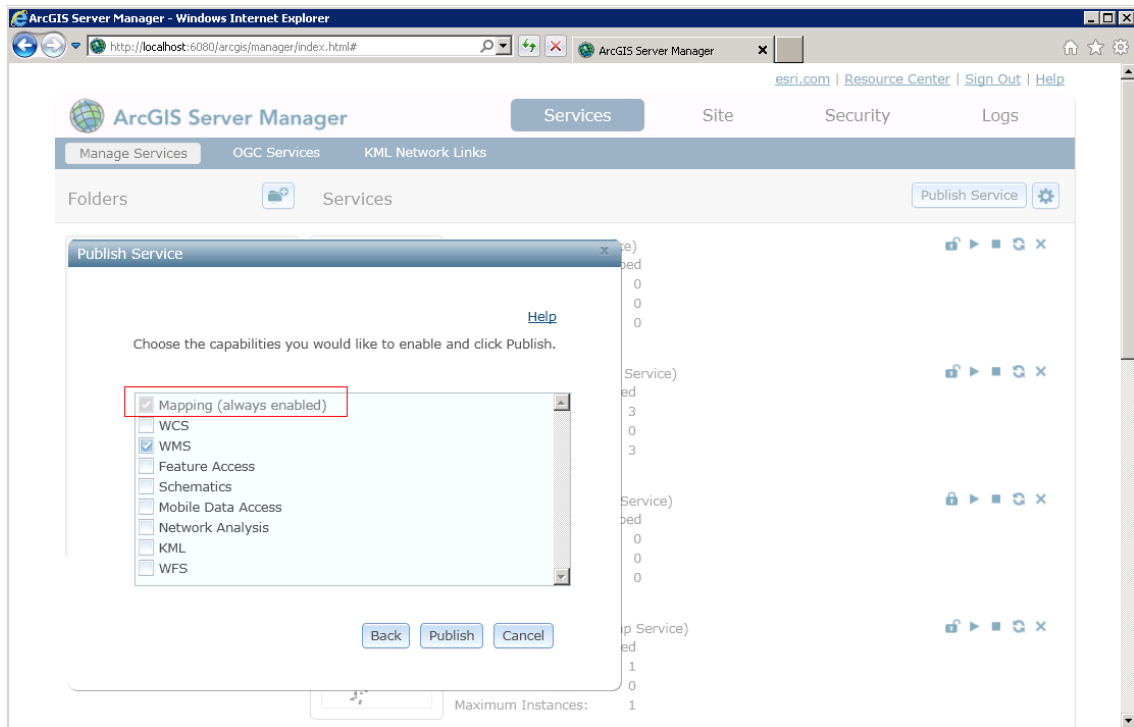 ArcGIS Server Manager - Windows Internet Explorer
http://localhost:6080/arcgis/manager/index.html#
ArcGIS Server Manager
esri.com | Resource Center | Sign Out | Help
ArcGIS Server Manager
Services
Site
Security
Logs
Manage Services
OGC Services
KML Network Links
Folders
Services
Publish Service
Publish Service
Help
Choose the capabilities you would like to enable and click Publish.
Mapping (always enabled)
WCS
WMS
Feature Access
Schematics
Mobile Data Access
Network Analysis
KML
WFS
Back
Publish
Cancel
0
0
0
Service)
3
0
3
Service)
0
0
0
Service)
1
0
Maximum Instances: 1